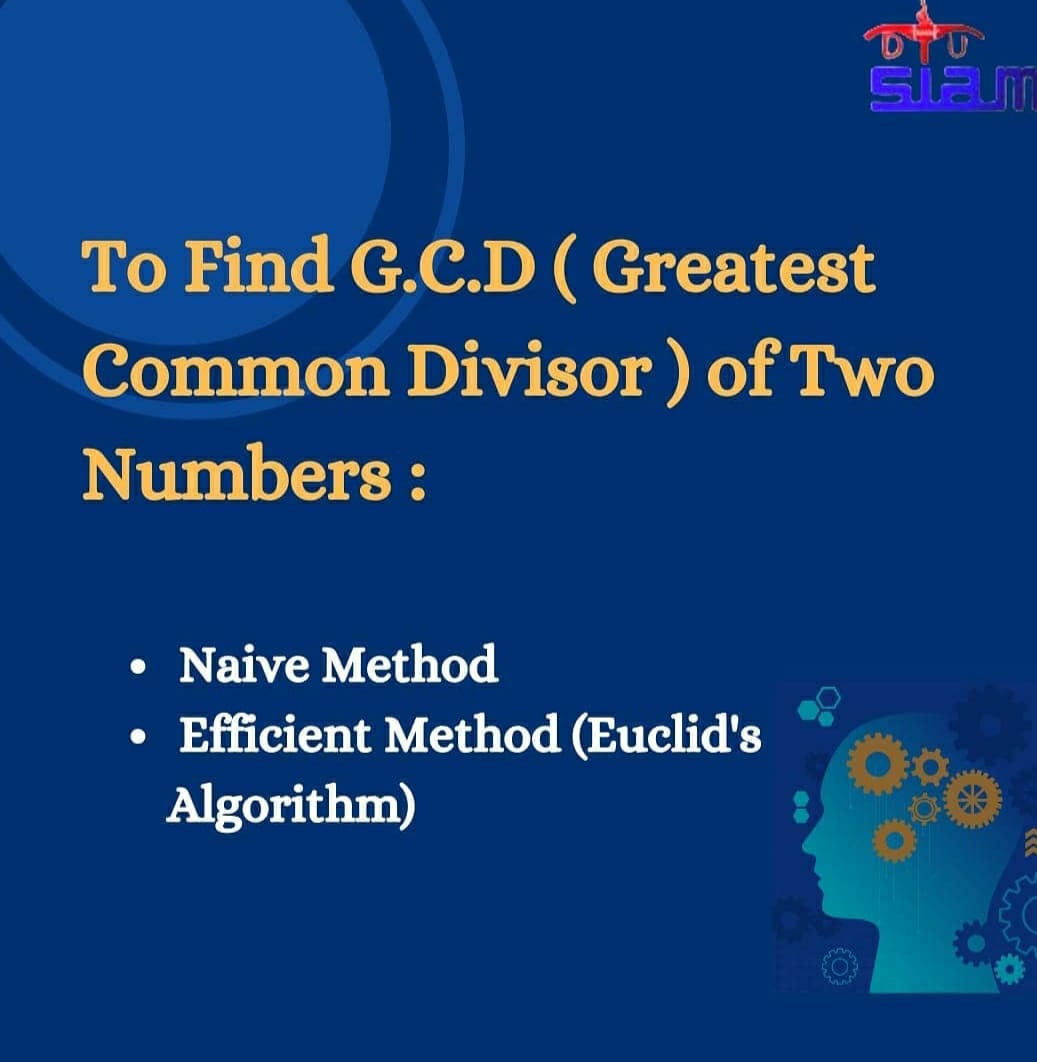 DTU
siam
To Find G.C.D ( Greatest
Common Divisor ) of Two
Numbers :
• Naive Method
• Efficient Method (Euclid's
Algorithm)